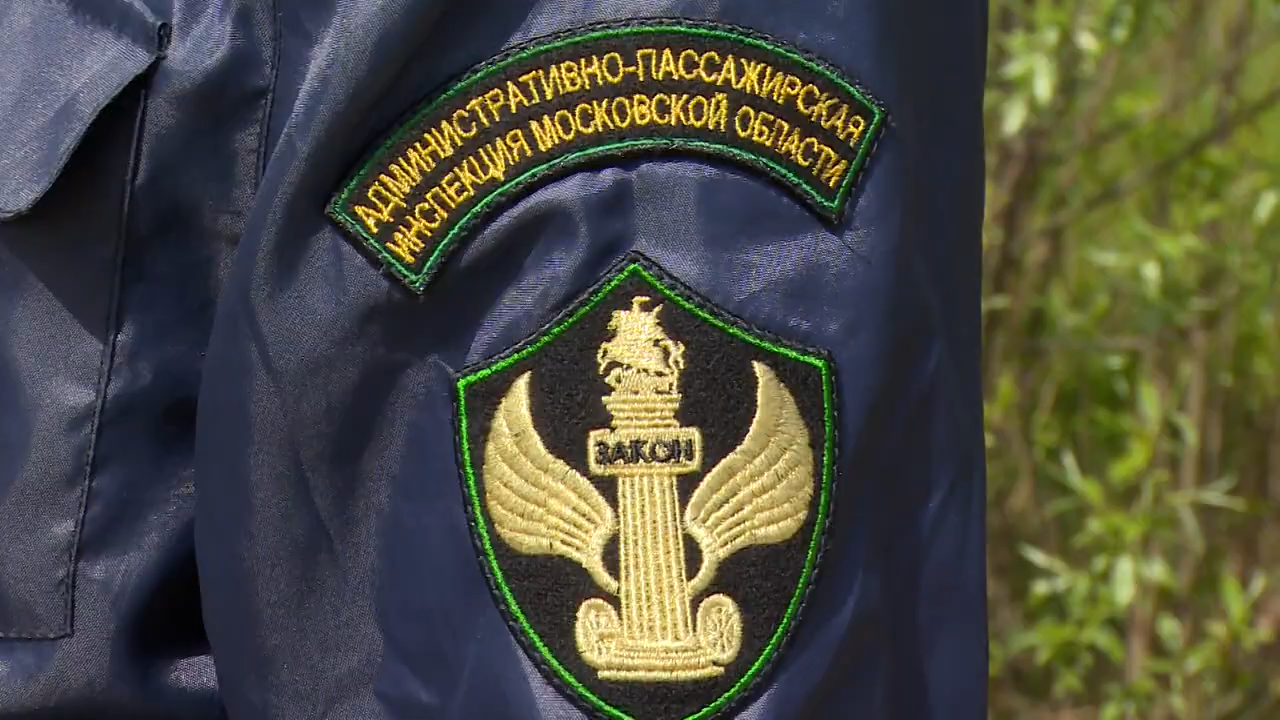 АДМИНИСТРАТИВНО-ПАССАЖИРСКАЯ
ИНСПЕКЦИЯ МОСКОВСКОЙ ОБЛАСТИ
ЗАКОН